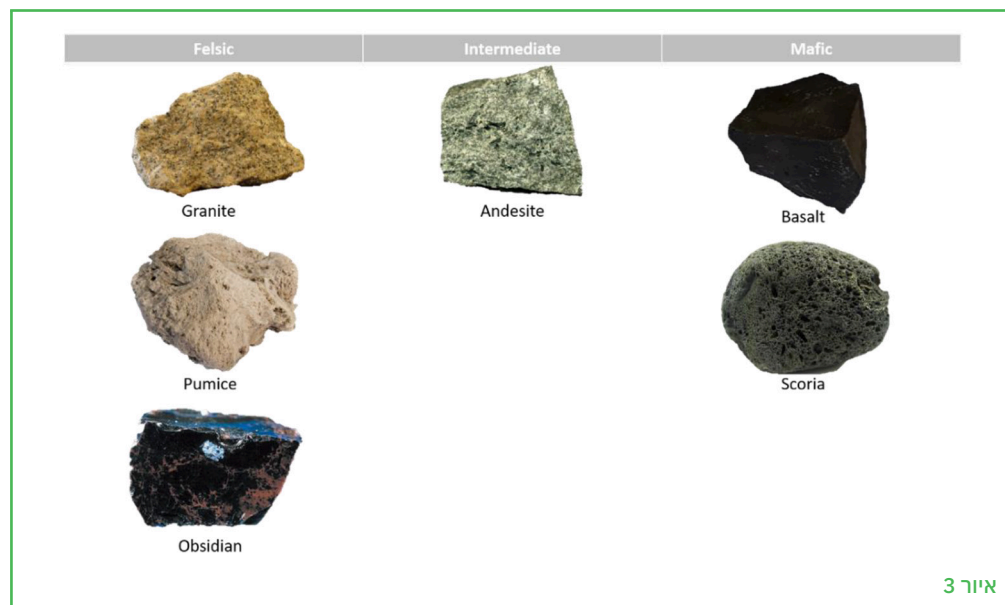 Felsic Intermediate Mafic
Granite Andesite Basalt
Pumice Scoria
Obsidian
איור 3